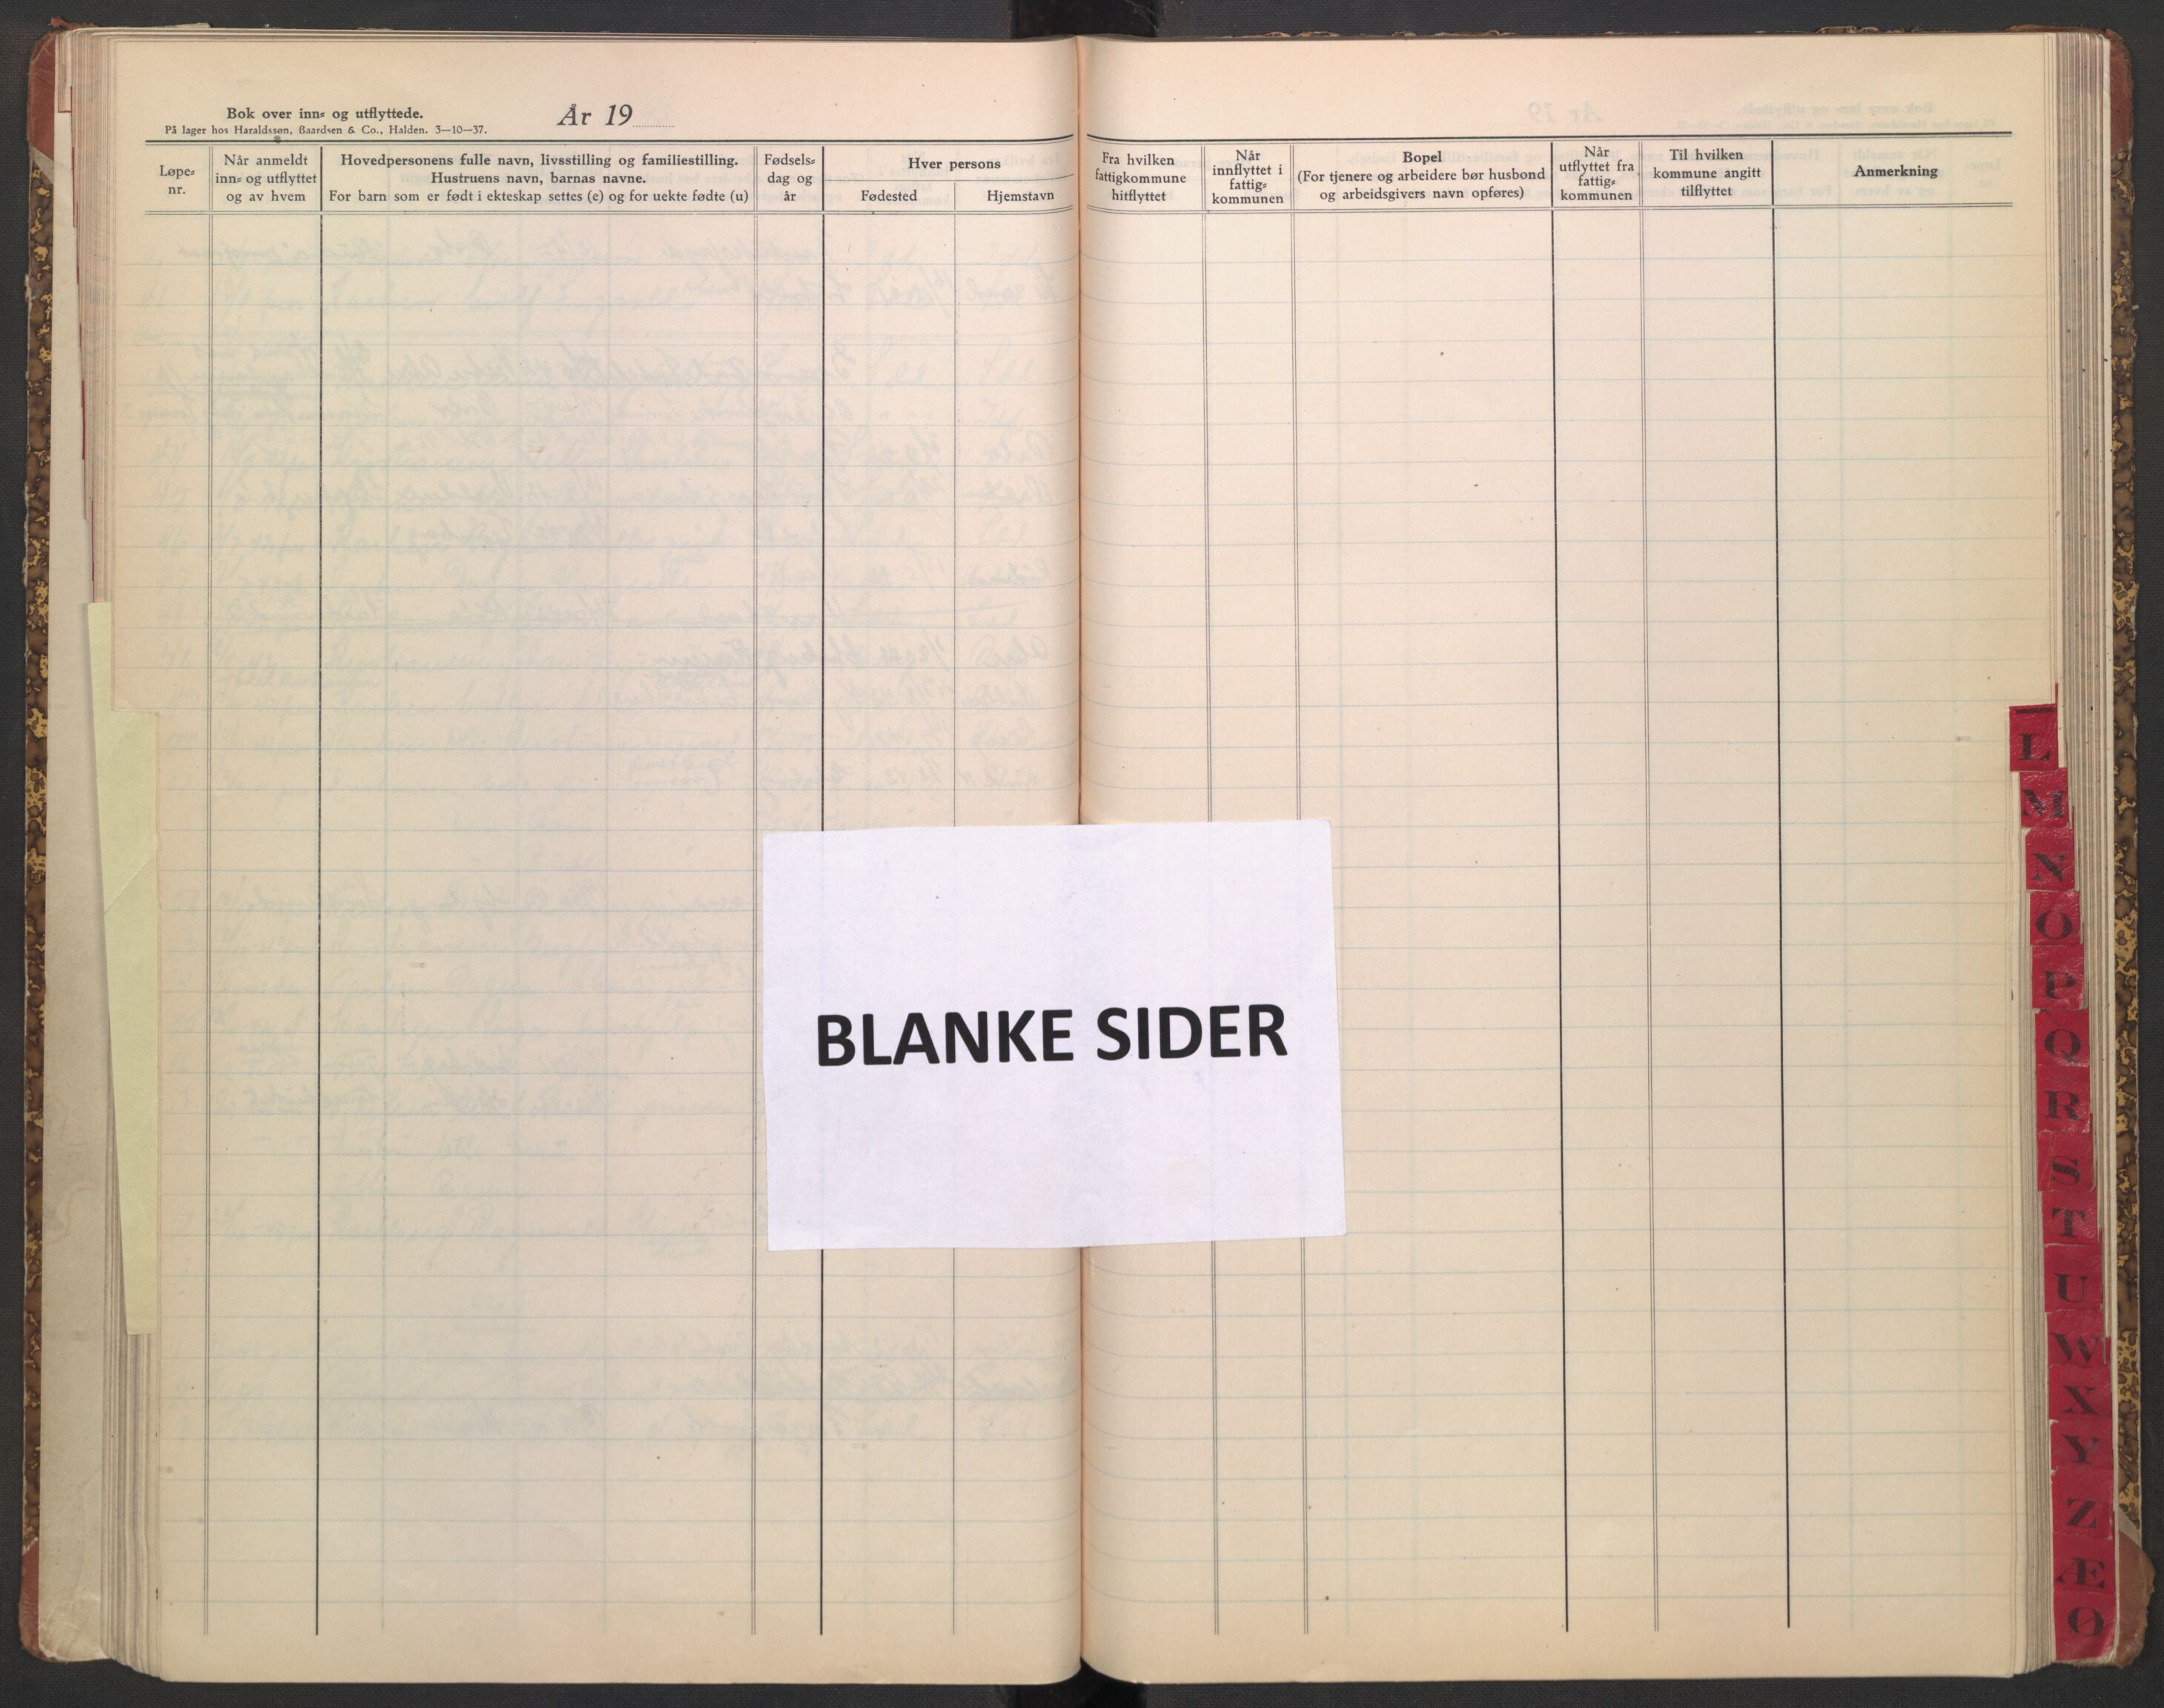 Bok over inn- og utflyttede.
På lager hos Haraldssøn, Baardsen & Co., Halden. 3—10—37.
År 19
Løpe-
nr.
Når anmeldt
inn- og utflyttet
og av hvem
Hovedpersonens fulle navn, livsstilling og familiestilling.
Hustruens navn, barnas navne.
For barn som er født i ekteskap settes (e) og for uekte fødte (u)
Fødsels-
dag og
år
Hver persons
Fødested
Hjemstavn
Fra hvilken
fattigkommune
hitflyttet
Når
innflyttet i
fattig-
kommunen
Bopel
(For tjenere og arbeidere bør husbond
og arbeidsgivers navn opføres)
Når
utflyttet fra
fattig-
kommunen
Til hvilken
kommune angitt
tilflyttet
Anmerkning
BLANKE SIDER
L
M
N
O
P
Q
R
S
T
U
W
X
Y
Z
Æ
Ø